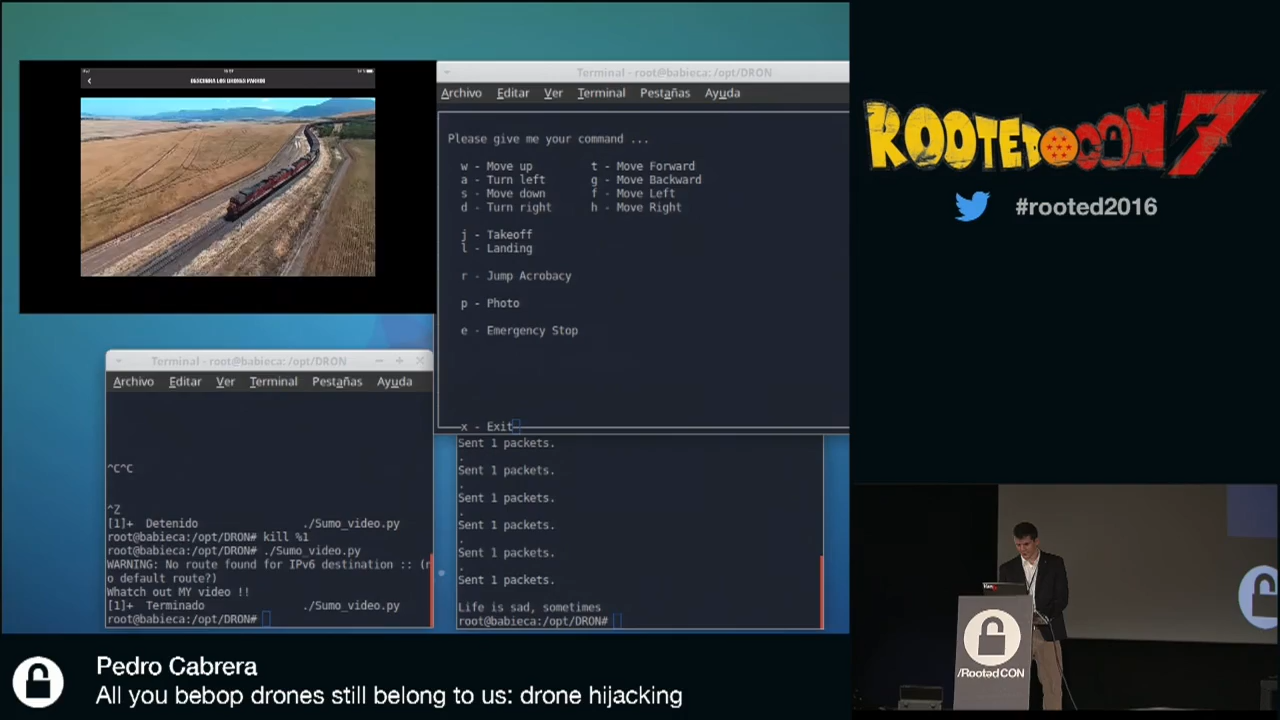 DESCUBRA LOS DRONES PARROT
Terminal - root@babieca: /opt/DRON
Archivo Editar Ver Terminal Pestañas Ayuda
Please give me your command ...
w - Move up t - Move Forward
a - Turn left g - Move Backward
s - Move down f - Move Left
d - Turn right h - Move Right
j - Takeoff
l - Landing
r - Jump Acrobacy
p - Photo
e - Emergency Stop
x - Exit
Terminal - root@babieca: /opt/DRON
Archivo Editar Ver Terminal Pestañas Ayuda
^C^C
^Z
[1]+ Detenido ./Sumo_video.py
root@babieca:/opt/DRON# kill %1
root@babieca:/opt/DRON# ./Sumo_video.py
WARNING: No route found for IPv6 destination :: (n
o default route?)
Whatch out MY video !!
[1]+ Terminado ./Sumo_video.py
root@babieca:/opt/DRON#
Sent 1 packets.
.
Sent 1 packets.
.
Sent 1 packets.
.
Sent 1 packets.
.
Sent 1 packets.
.
Sent 1 packets.
Life is sad, sometimes
root@babieca:/opt/DRON#
ROOTEDCON 7
#rooted2016
/RootedCON
Pedro Cabrera
All you bebop drones still belong to us: drone hijacking